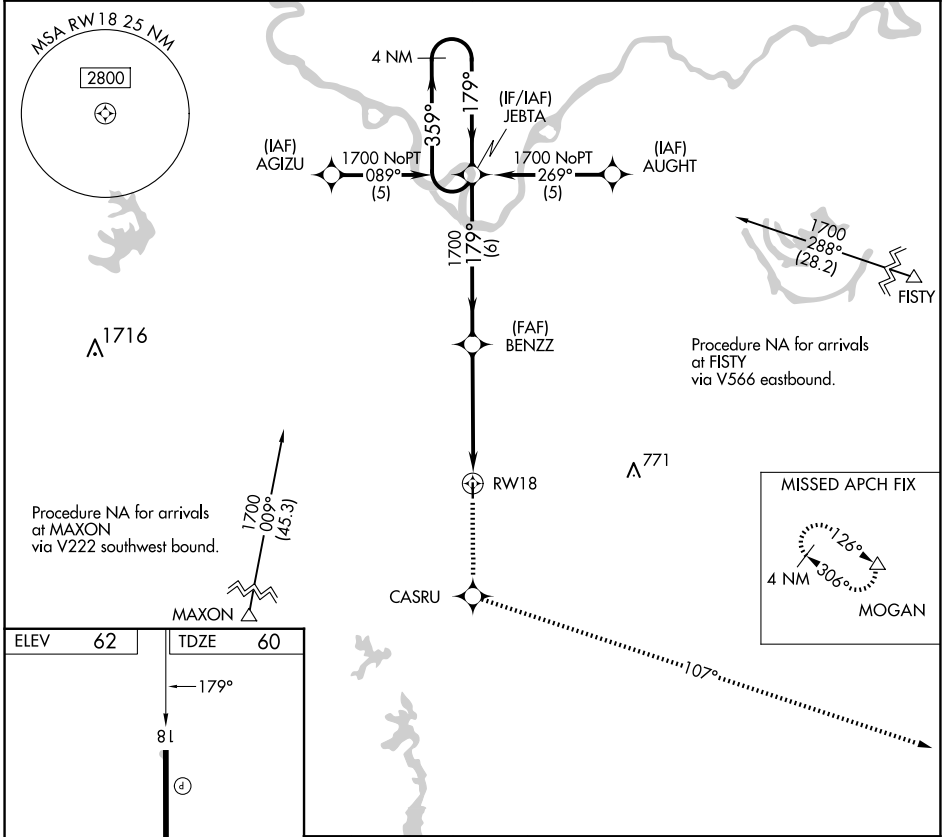 MSA RW18 25 NM
2800
4 NM
359°
179°
(IF/IAF)
JEBTA
(IAF)
AGIZU
1700 NoPT
089°
(5)
1700 NoPT
269°
(5)
(IAF)
AUGHT
1700
179°
(6)
1700
288°
(28.2)
FISTY
1716
(FAF)
BENZZ
Procedure NA for arrivals
at FISTY
via V566 eastbound.
771
RW18
Procedure NA for arrivals
at MAXON
via V222 southwest bound.
1700
009°
(45.3)
MAXON
MISSED APCH FIX
126°
4 NM
306°
MOGAN
CASRU
107°
ELEV 62
TDZE 60
179°
18
P